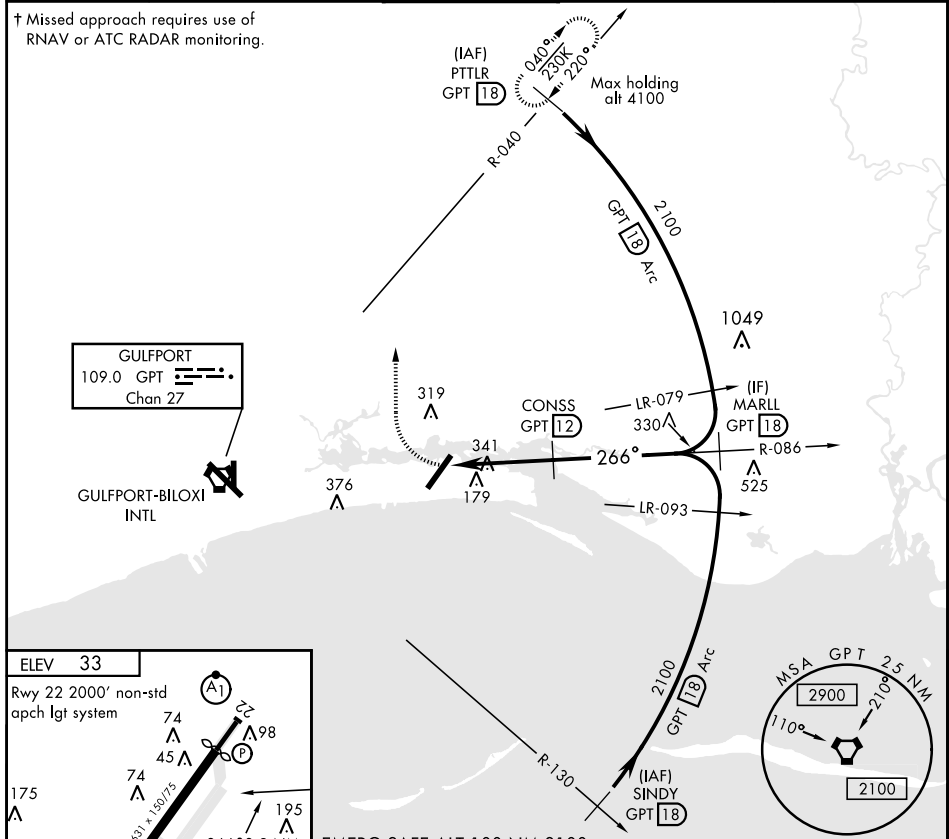 † Missed approach requires use of
RNAV or ATC RADAR monitoring.
(IAF)
PTTLR
GPT 18
040°
230K
220°
Max holding
alt 4100
R-040
2100
GPT 18 Arc
1049
GULFPORT
109.0 GPT
Chan 27
GULFPORT-BILOXI
INTL
319
CONSS
GPT 12
LR-079
330
(IF)
MARLL
GPT 18
R-086
341
266°
525
179
376
LR-093
2100
GPT 18 Arc
R-130
(IAF)
SINDY
GPT 18
MSA GPT 25 NM
2900
210°
110°
2100
ELEV 33
Rwy 22 2000' non-std
apch lgt system
A1
22
74
98
45
P
74
175
631 x 150/75
195